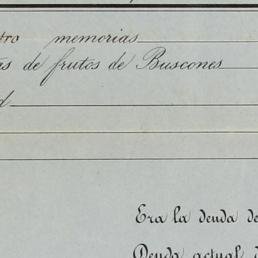 tro memorias
as de frutos de Buscones
d
Era la deuda de
Deuda actual d